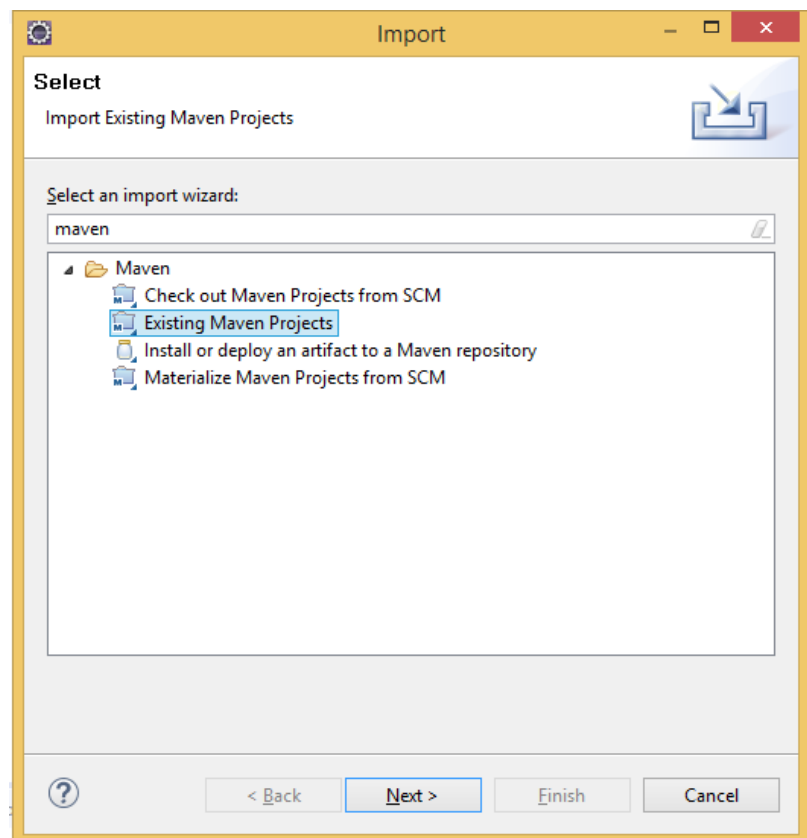 Import
Select
Import Existing Maven Projects
Select an import wizard:
maven
Maven
Check out Maven Projects from SCM
Existing Maven Projects
Install or deploy an artifact to a Maven repository
Materialize Maven Projects from SCM
< Back Next > Finish Cancel